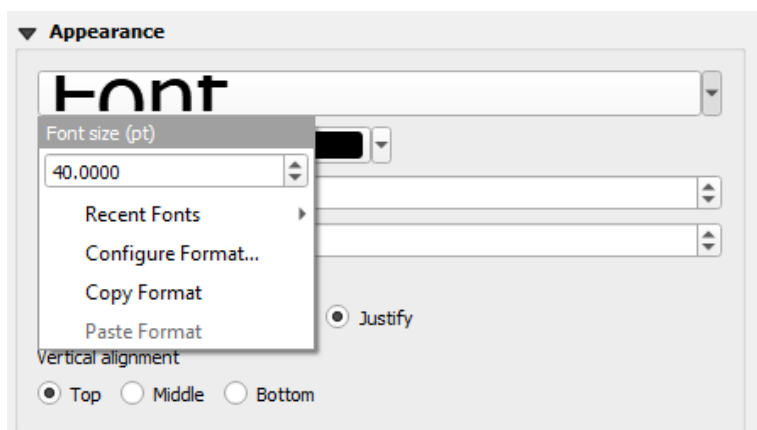 Appearance
Font
Font size (pt)
40.0000
Recent Fonts
Configure Format...
Copy Format
Justify
Paste Format
Vertical alignment
Top Middle Bottom